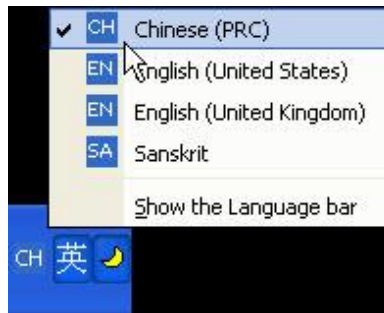 CH Chinese (PRC)
EN English (United States)
EN English (United Kingdom)
SA Sanskrit
Show the Language bar
CH 英